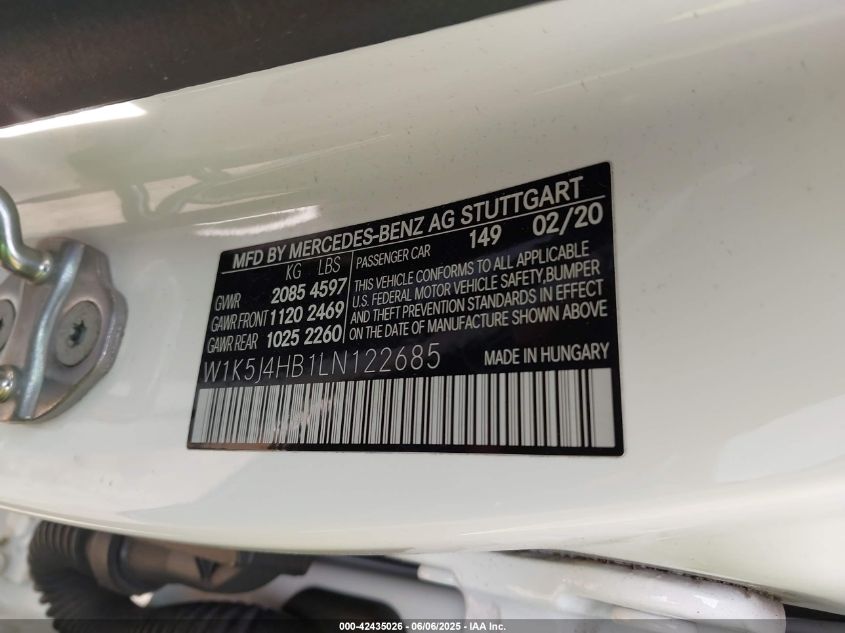 MFD BY MERCEDES-BENZ AG STUTTGART
KG LBS PASSENGER CAR 149 02/20
GVWR 2085 4597
GAWR FRONT 1120 2469
GAWR REAR 1025 2260
THIS VEHICLE CONFORMS TO ALL APPLICABLE
U.S. FEDERAL MOTOR VEHICLE SAFETY, BUMPER
AND THEFT PREVENTION STANDARDS IN EFFECT
ON THE DATE OF MANUFACTURE SHOWN ABOVE
W1K5J4HB1LN122685 MADE IN HUNGARY
000-42435026 - 06/06/2025 - IAA Inc.